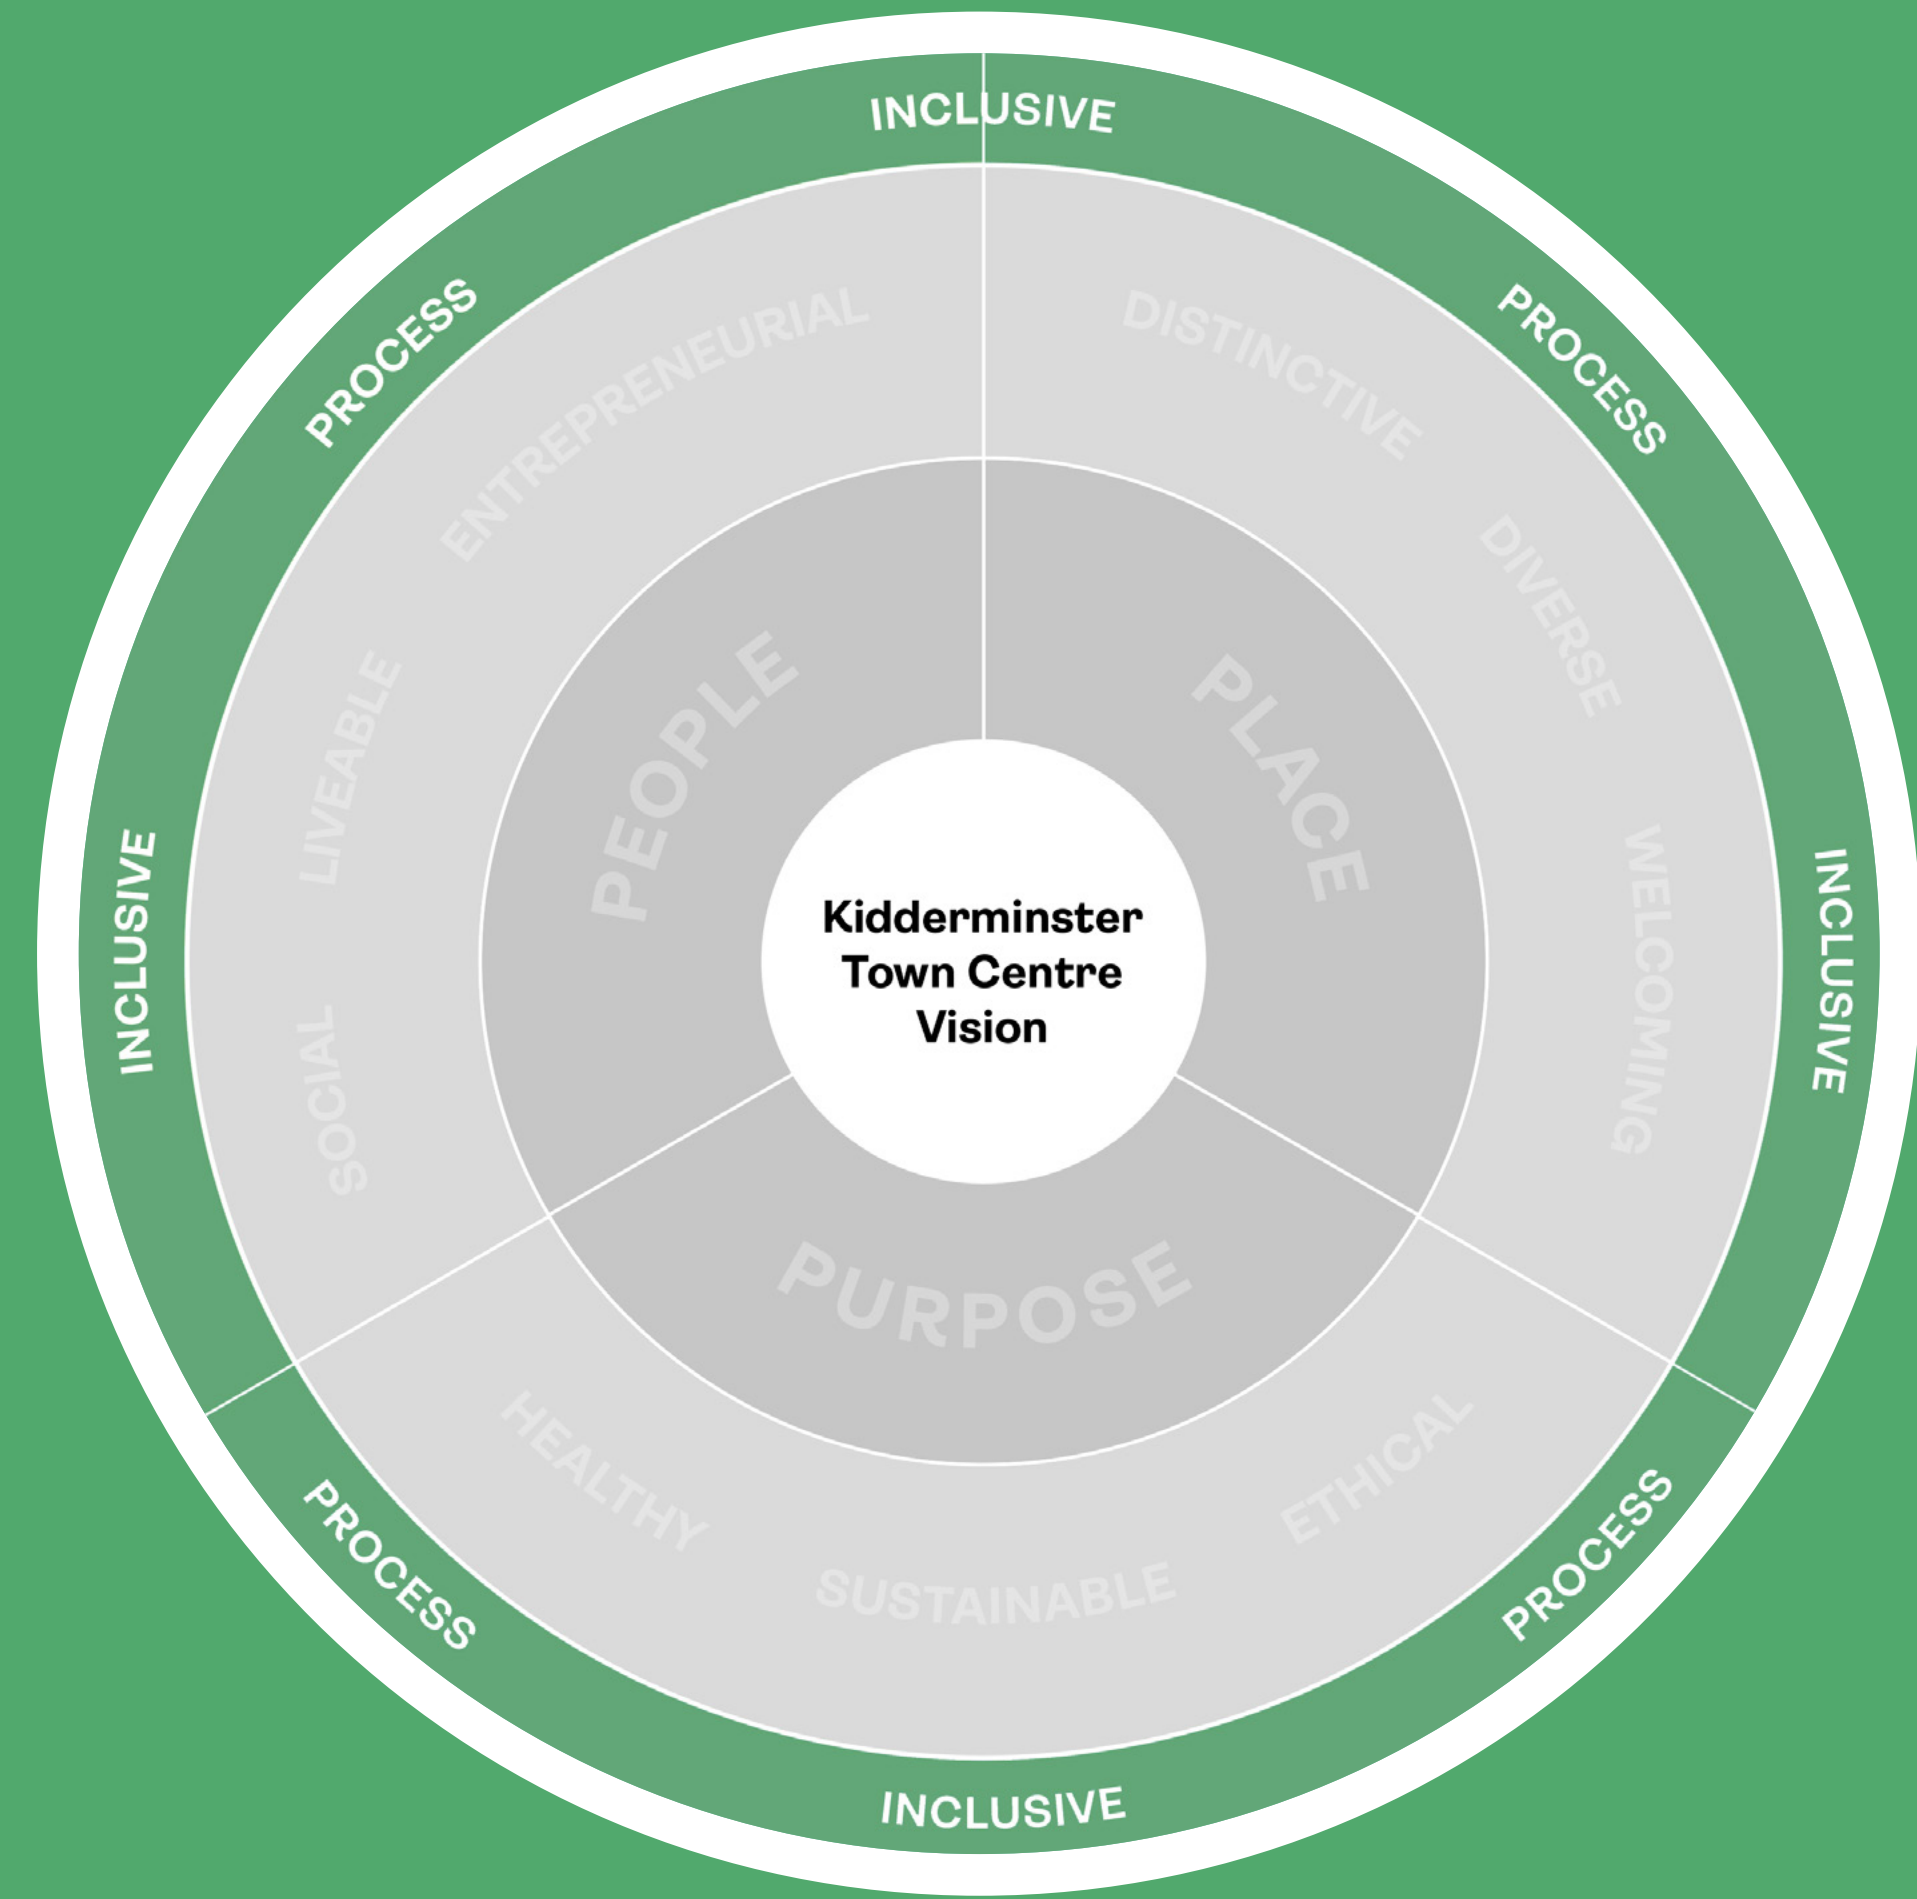 INCLUSIVE
PROCESS
PROCESS
ENTREPRENEURIAL
DISTINCTIVE
DIVERSE
LIVEABLE
PEOPLE
PLACE
INCLUSIVE
WELCOMING
INCLUSIVE
Kidderminster
Town Centre
Vision
SOCIAL
PURPOSE
HEALTHY
ETHICAL
SUSTAINABLE
PROCESS
PROCESS
INCLUSIVE